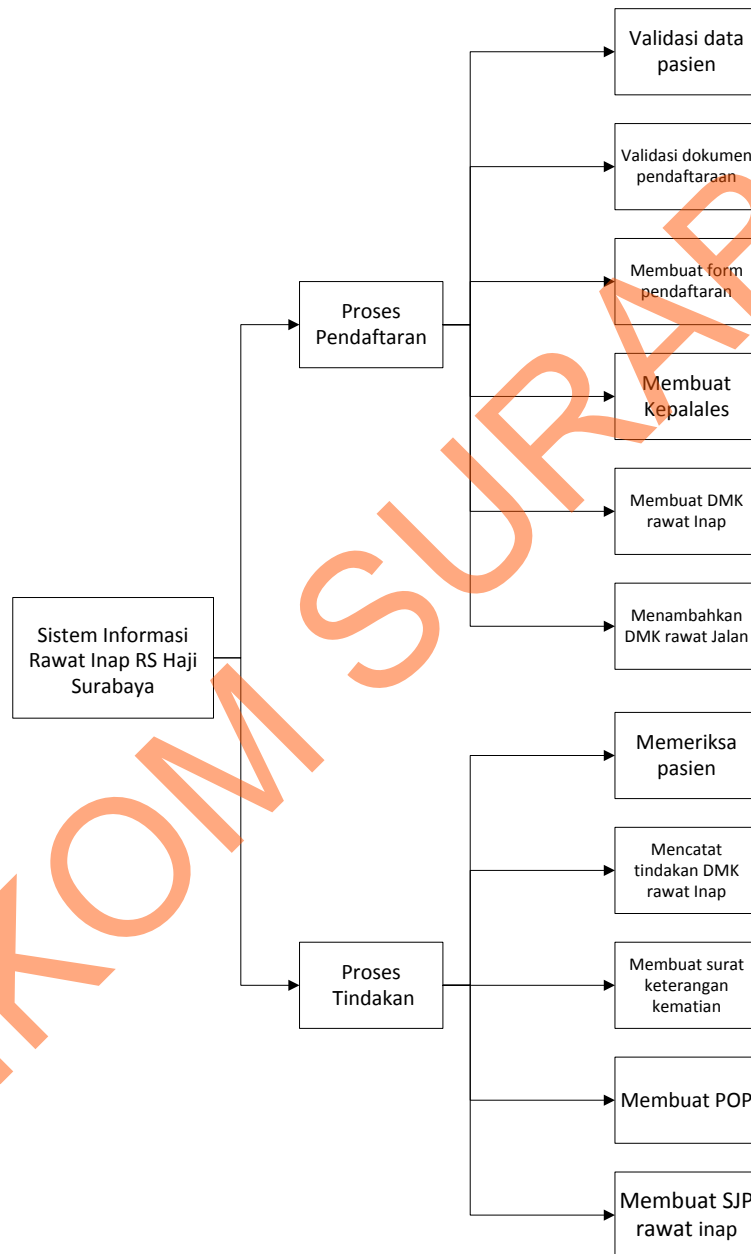 Validasi data
pasien
Validasi dokumen
pendaftaraan
Membuat form
pendaftaran
Proses
Pendaftaran
Membuat
Kepalales
Membuat DMK
rawat Inap
Menambahkan
DMK rawat Jalan
Sistem Informasi
Rawat Inap RS Haji
Surabaya
Memeriksa
pasien
Mencatat
tindakan DMK
rawat Inap
Proses
Tindakan
Membuat surat
keterangan
kematian
Membuat POP
Membuat SJP
rawat inap
IKOM SURAB